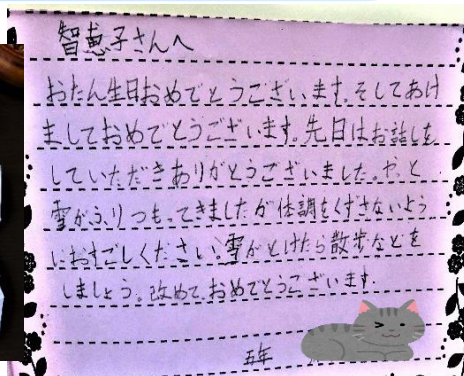 智恵子さんへ
おたん生日おめでとうございます。そしてあけ
ましておめでとうございます。先日はお話しを
していただきありがとうございました。やっと
雪がふりつもってきましたが体調をくずさないよう
におすごしください。雪がとけたら散歩などを
しましょう。改めて、おめでとうございます。
五年